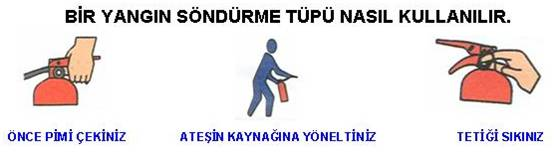 BİR YANGIN SÖNDÜRME TÜPÜ NASIL KULLANILIR.
ÖNCE PİMİ ÇEKİNİZ
ATEŞİN KAYNAĞINA YÖNELTİNİZ
TETİĞİ SIKINIZ